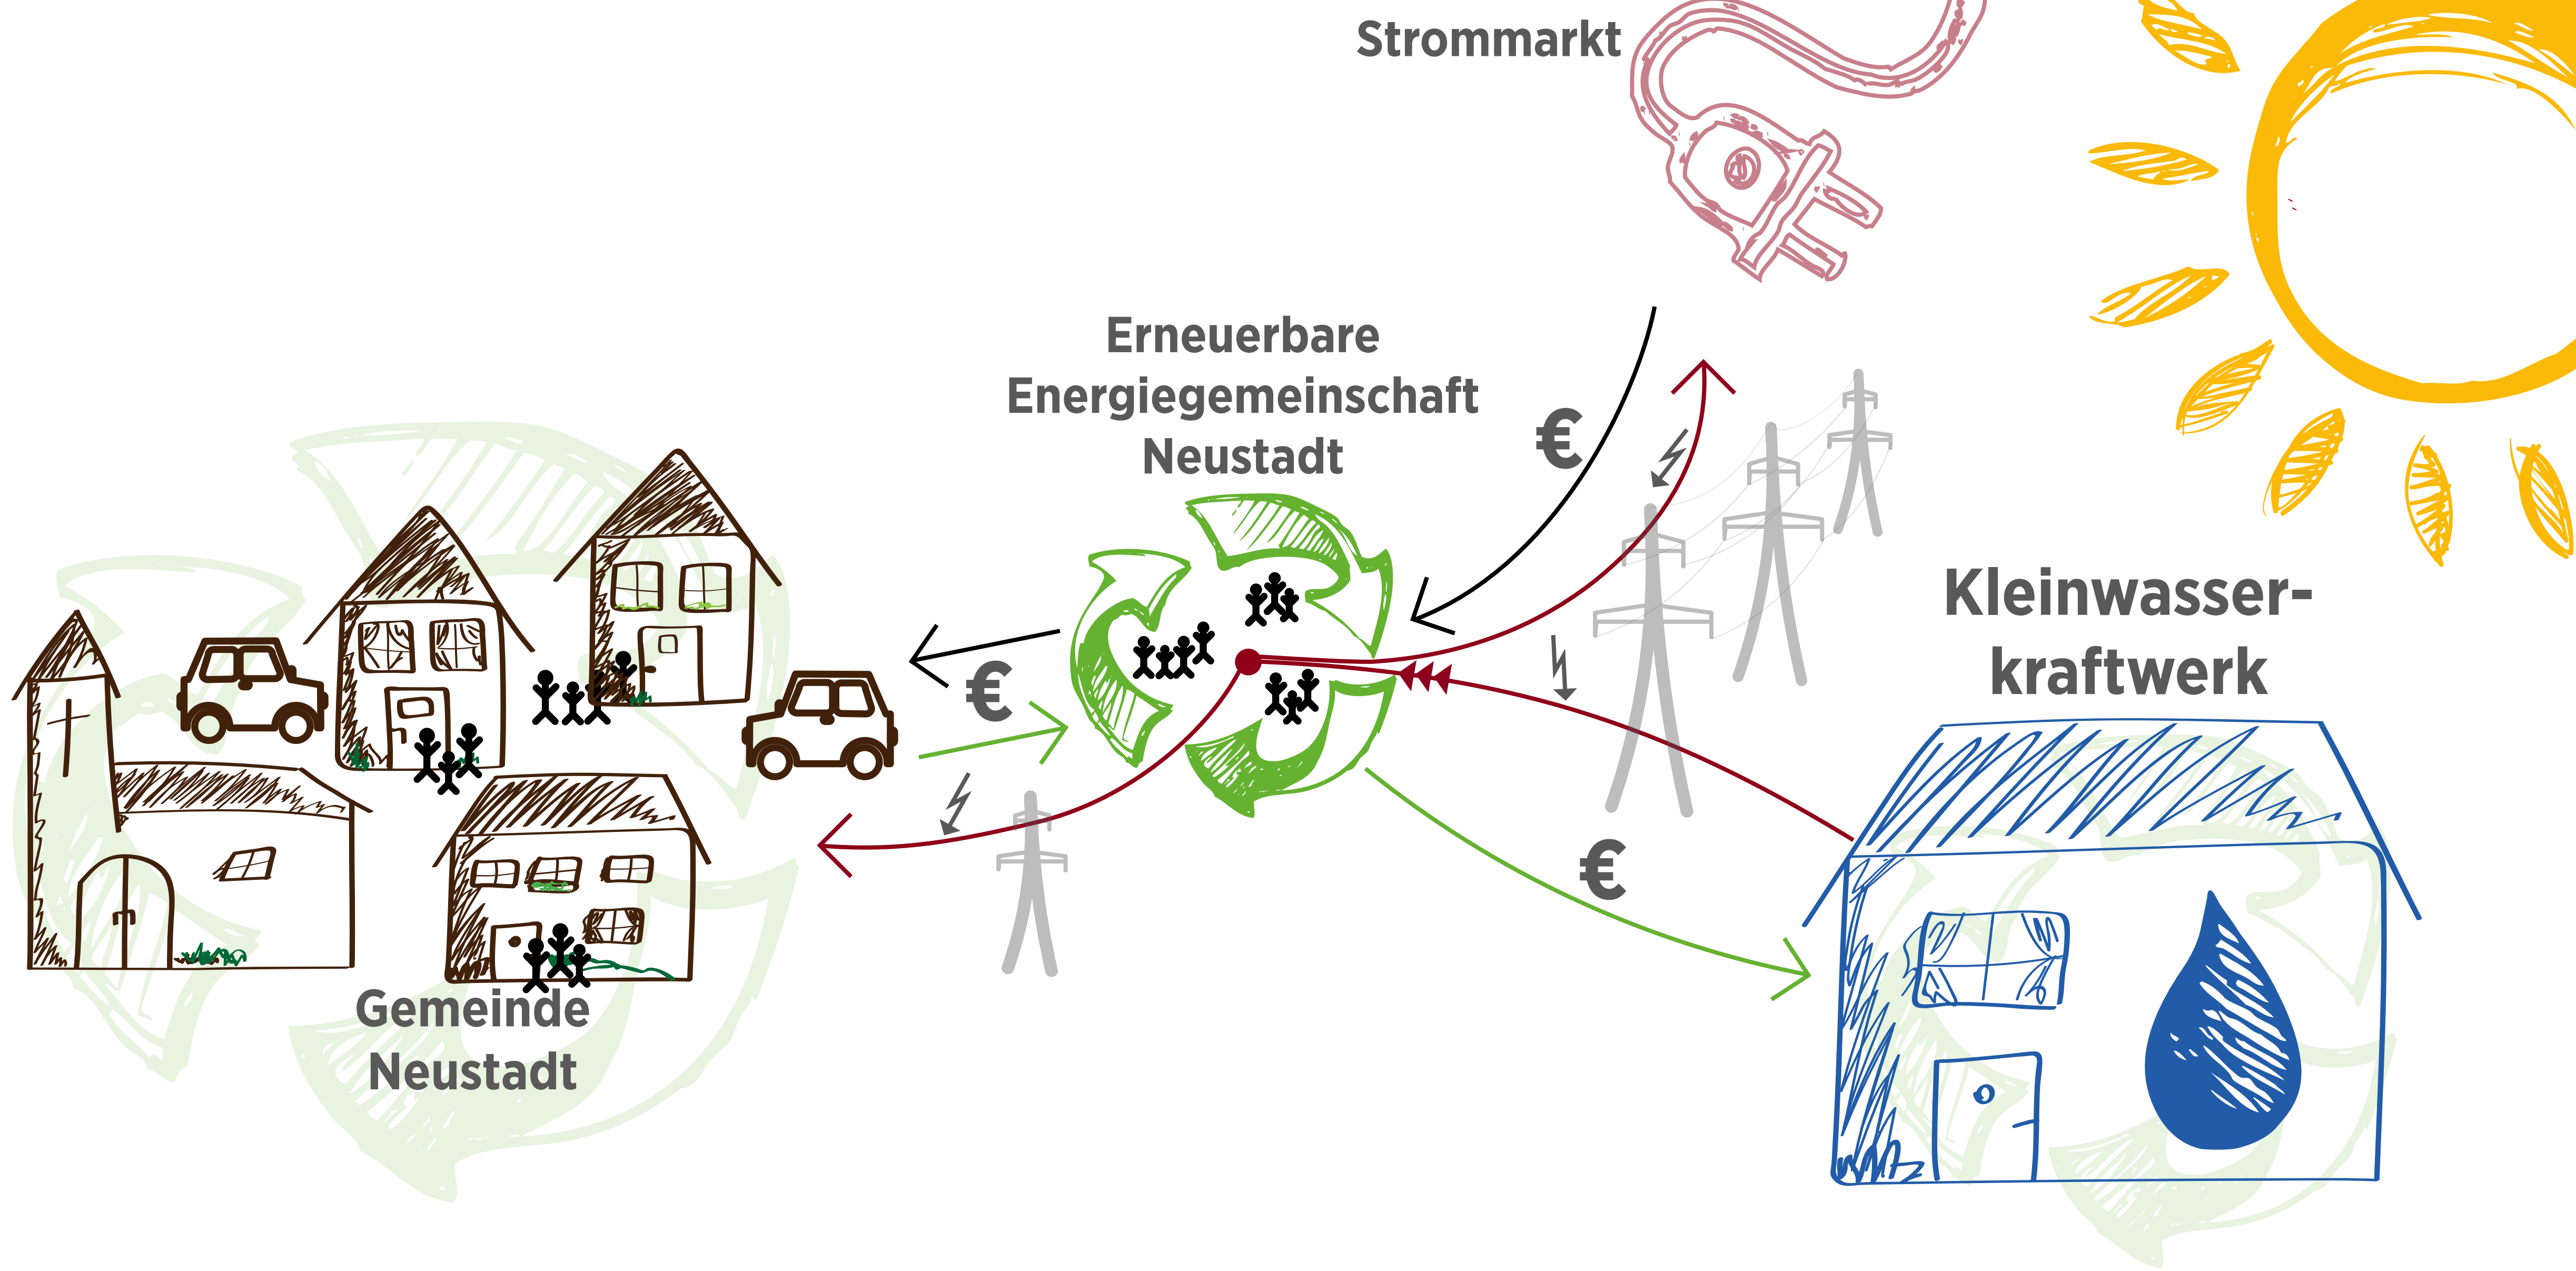 Strommarkt
Erneuerbare
Energiegemeinschaft
Neustadt
€
€
Kleinwasser-
kraftwerk
€
Gemeinde
Neustadt